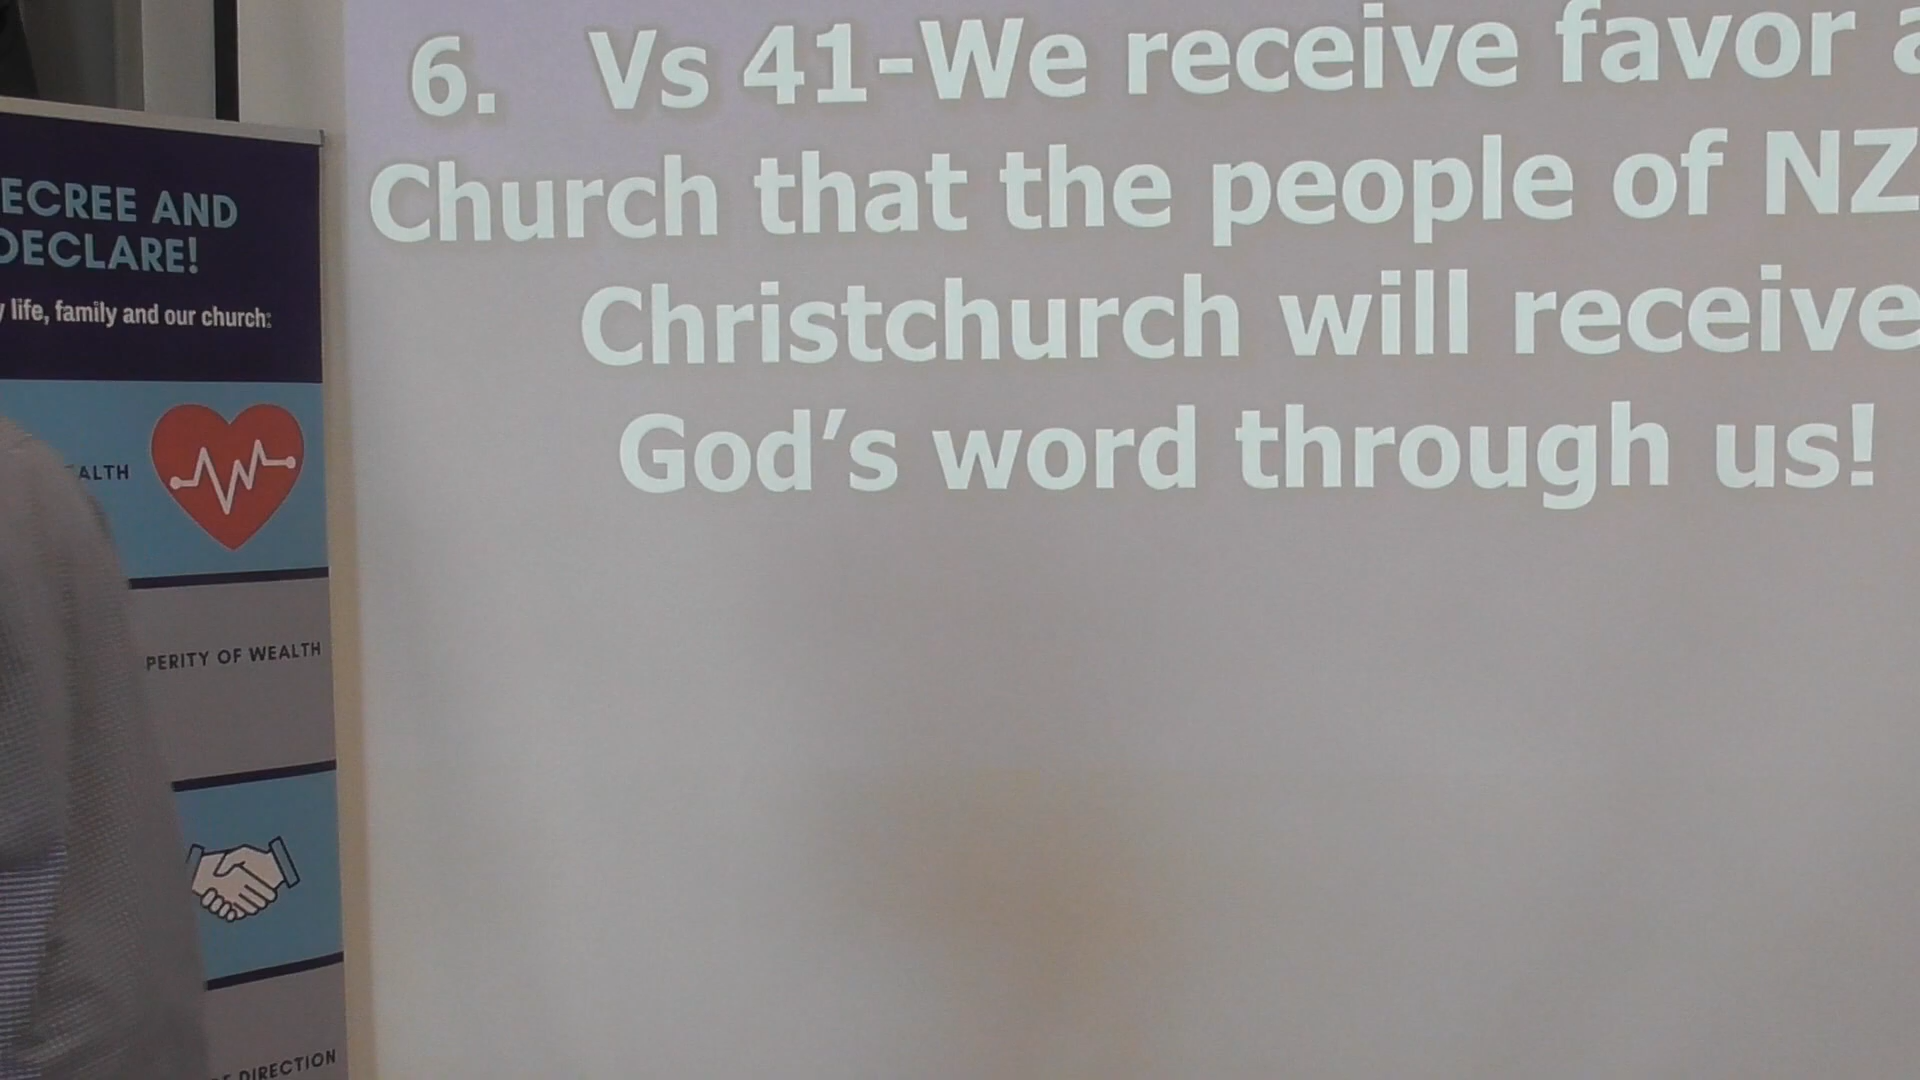 6. Vs 41-We receive favor a
Church that the people of NZ
Christchurch will receive
God’s word through us!
ECREE AND
DECLARE!
life, family and our church:
ALTH
PERITY OF WEALTH
DIRECTION